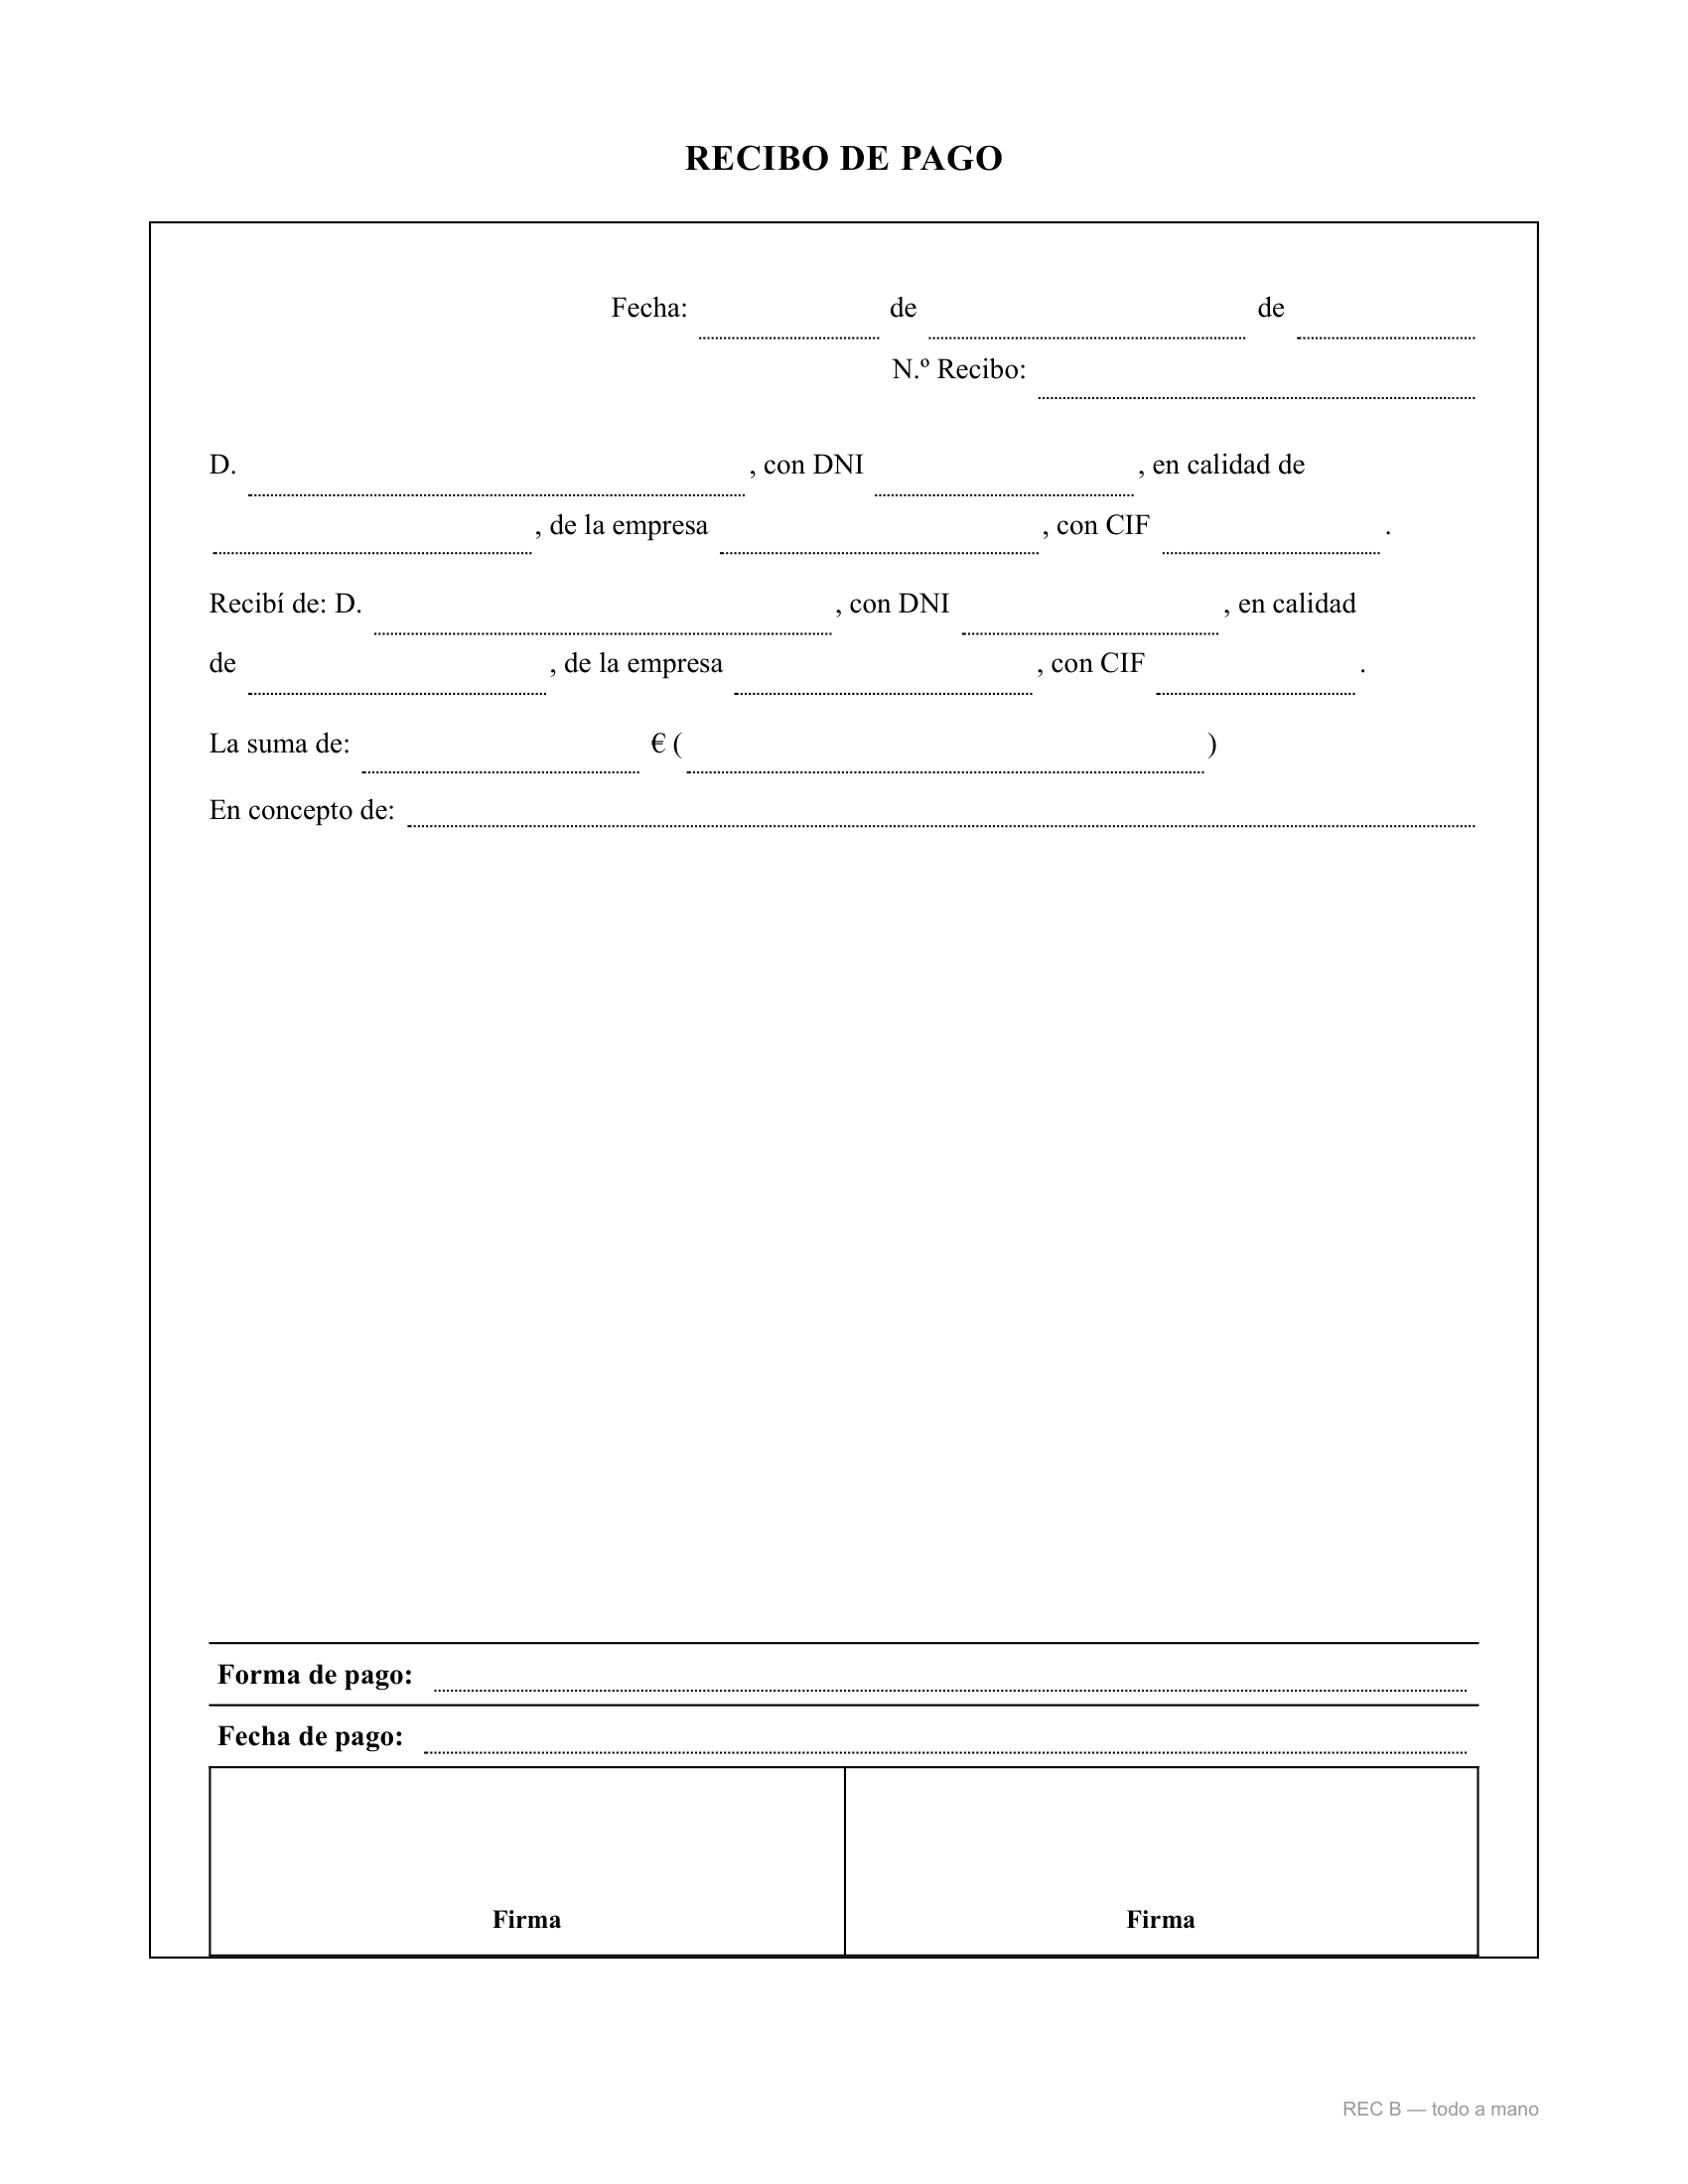 RECIBO DE PAGO
Fecha: de de
N.º Recibo:
D. , con DNI , en calidad de
, de la empresa , con CIF .
Recibí de: D. , con DNI , en calidad
de , de la empresa , con CIF .
La suma de: € ( )
En concepto de:
Forma de pago:
Fecha de pago:
Firma Firma
REC B — todo a mano